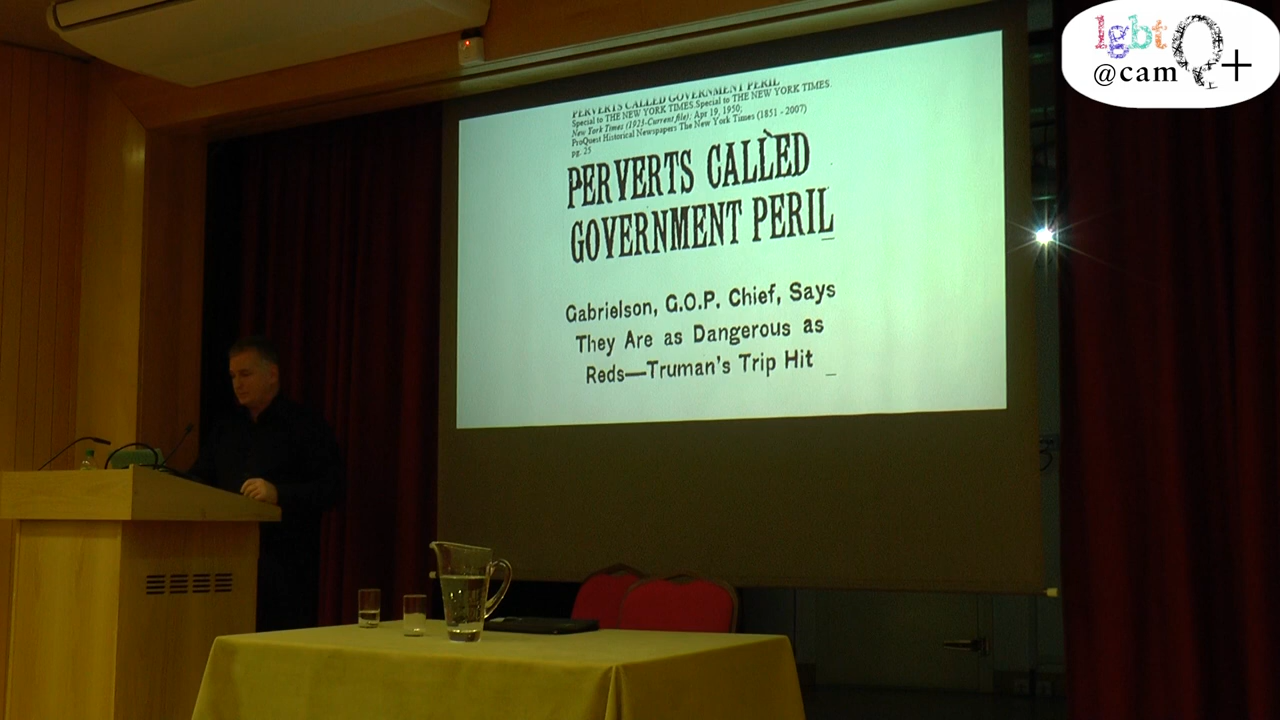 lgbtQ+
@cam
PERVERTS CALLED GOVERNMENT PERIL
Special to THE NEW YORK TIMES.Special to THE NEW YORK TIMES.
New York Times (1923-Current file); Apr 19, 1950;
ProQuest Historical Newspapers The New York Times (1851 - 2007)
pg. 25
PERVERTS CALLED
GOVERNMENT PERIL
Gabrielson, G.O.P. Chief, Says
They Are as Dangerous as
Reds—Truman's Trip Hit